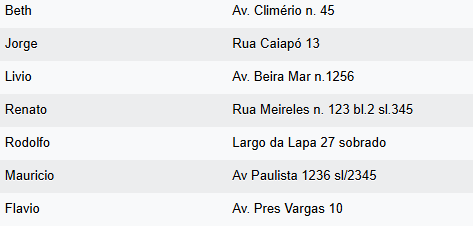 Beth Av. Climério n. 45
Jorge Rua Caiapó 13
Livio Av. Beira Mar n.1256
Renato Rua Meireles n. 123 bl.2 sl.345
Rodolfo Largo da Lapa 27 sobrado
Mauricio Av Paulista 1236 sl/2345
Flavio Av. Pres Vargas 10